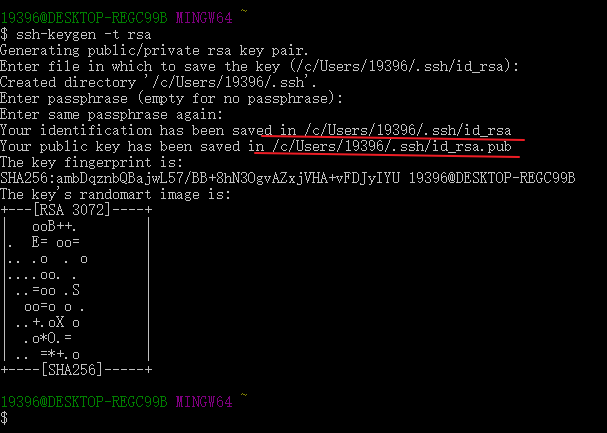 19396@DESKTOP-REGC99B MINGW64 ~
$ ssh-keygen -t rsa
Generating public/private rsa key pair.
Enter file in which to save the key (/c/Users/19396/.ssh/id_rsa):
Created directory '/c/Users/19396/.ssh'.
Enter passphrase (empty for no passphrase):
Enter same passphrase again:
Your identification has been saved in /c/Users/19396/.ssh/id_rsa
Your public key has been saved in /c/Users/19396/.ssh/id_rsa.pub
The key fingerprint is:
SHA256:ambDqznbQBajwL57/BB+8hN3OgvAZxjVHA+vFDJyIYU 19396@DESKTOP-REGC99B
The key's randomart image is:
+---[RSA 3072]----+
|    ooB++.       |
|.   E= oo=       |
|.. .o  . o       |
|....oo. .        |
| ..=oo .S        |
|  oo=o o .       |
| ..+.oX o        |
|  .o*O.=         |
| .. =*+.o        |
+----[SHA256]-----+
19396@DESKTOP-REGC99B MINGW64 ~
$